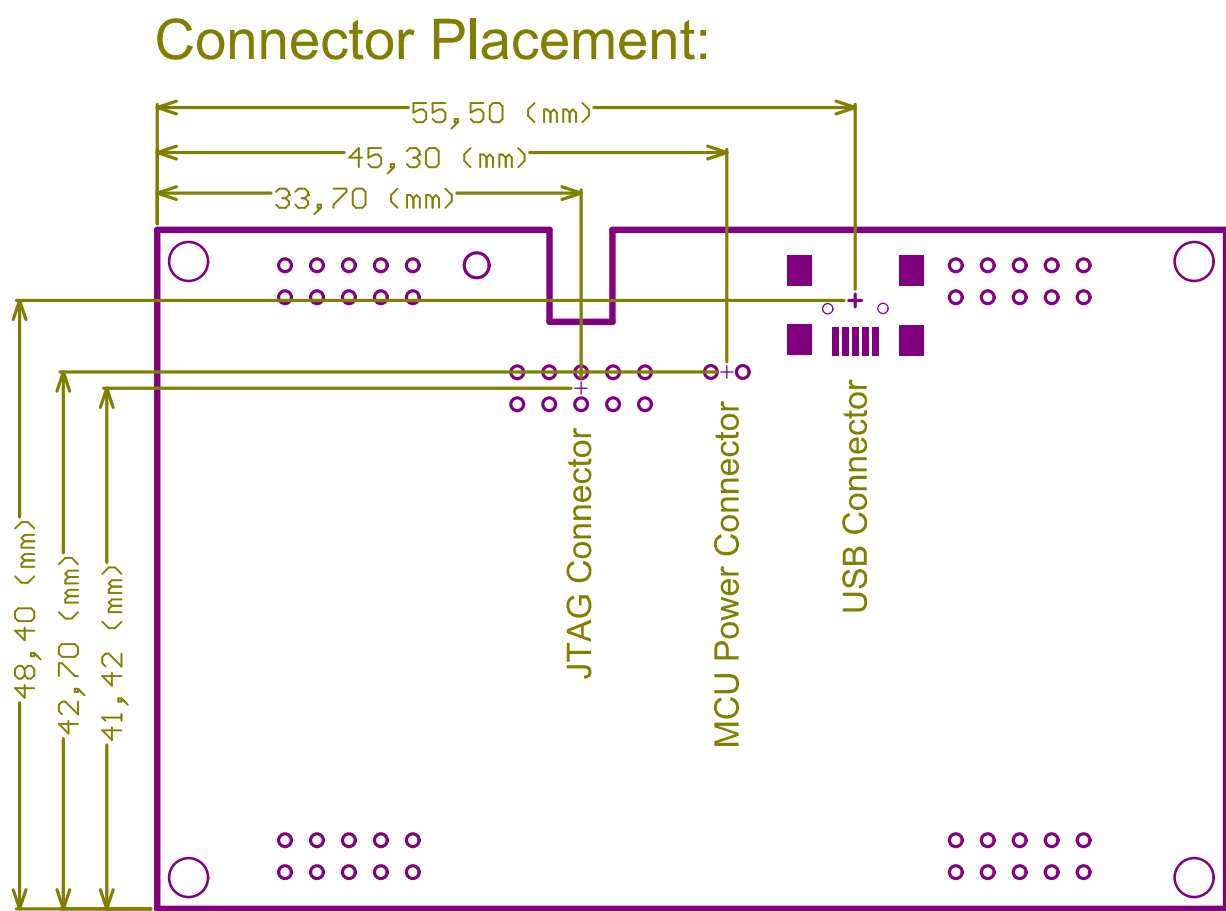 Connector Placement:
55,50 (mm)
45,30 (mm)
33,70 (mm)
48,40 (mm)
42,70 (mm)
41,42 (mm)
JTAG Connector
MCU Power Connector
USB Connector